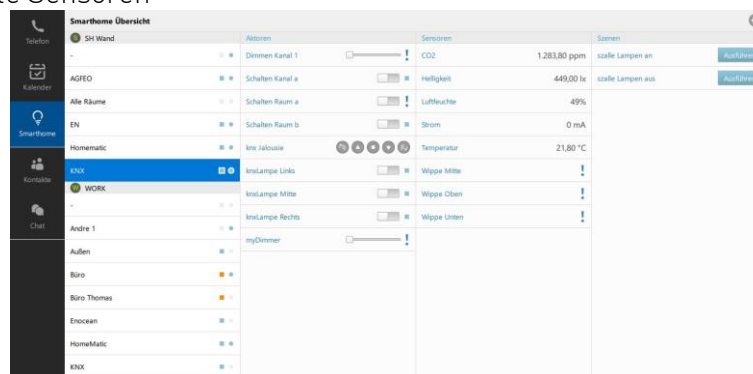 te Sensoren
Smarthome Übersicht
Telefon
Kalender
Smarthome
Kontakte
Chat
SH Wand
-
AGFEO
Alle Räume
EN
Homematic
KNX
WORK
-
Andre 1
Außen
Büro
Büro Thomas
Enocean
HomeMatic
KNX
Aktoren
Dimmen Kanal 1
Schalten Kanal a
Schalten Raum a
Schalten Raum b
knx Jalousie
knxLampe Links
knxLampe Mitte
knxLampe Rechts
myDimmer
Sensoren
CO2 1.283,80 ppm
Helligkeit 449,00 lx
Luftfeuchte 49%
Strom 0 mA
Temperatur 21,80 °C
Wippe Mitte !
Wippe Oben !
Wippe Unten !
Szenen
szalle Lampen an Ausführe
szalle Lampen aus Ausführe